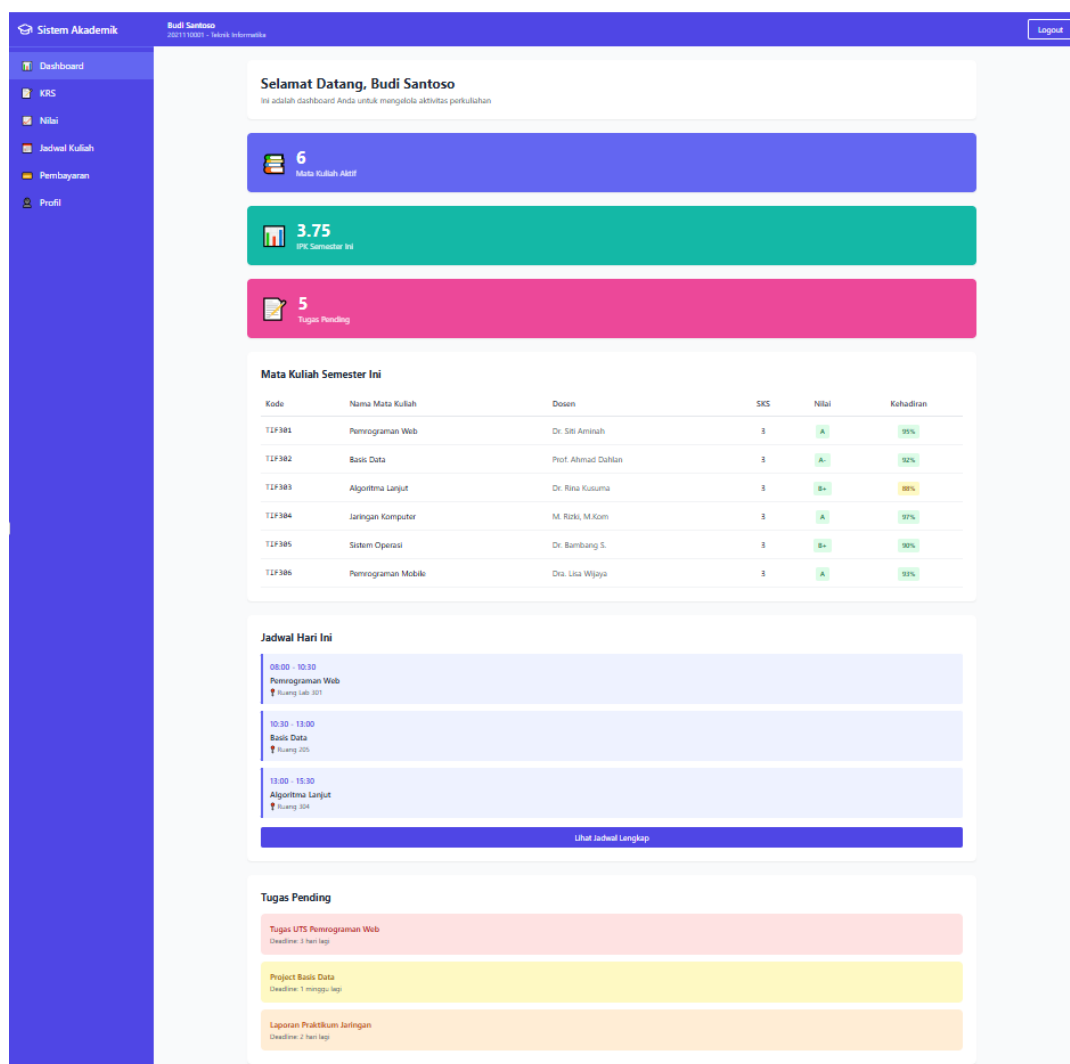 Sistem Akademik
Budi Santoso
2021110001 - Teknik Informatika
Logout
Dashboard
KRS
Nilai
Jadwal Kuliah
Pembayaran
Profil
Selamat Datang, Budi Santoso
Ini adalah dashboard Anda untuk mengelola aktivitas perkuliahan
6
Mata Kuliah Aktif
3.75
IPK Semester Ini
5
Tugas Pending
Mata Kuliah Semester Ini
Kode Nama Mata Kuliah Dosen SKS Nilai Kehadiran
TIF301 Pemrograman Web Dr. Siti Aminah 3 A 95%
TIF302 Basis Data Prof. Ahmad Dahlan 3 A- 92%
TIF303 Algoritma Lanjut Dr. Rina Kusuma 3 B+ 88%
TIF304 Jaringan Komputer M. Rizki, M.Kom 3 A 97%
TIF305 Sistem Operasi Dr. Bambang S. 3 B+ 90%
TIF306 Pemrograman Mobile Dra. Lisa Wijaya 3 A 93%
Jadwal Hari Ini
08:00 - 10:30
Pemrograman Web
Ruang Lab 301
10:30 - 13:00
Basis Data
Ruang 205
13:00 - 15:30
Algoritma Lanjut
Ruang 304
Lihat Jadwal Lengkap
Tugas Pending
Tugas UTS Pemrograman Web
Deadline: 3 hari lagi
Project Basis Data
Deadline: 1 minggu lagi
Laporan Praktikum Jaringan
Deadline: 2 hari lagi